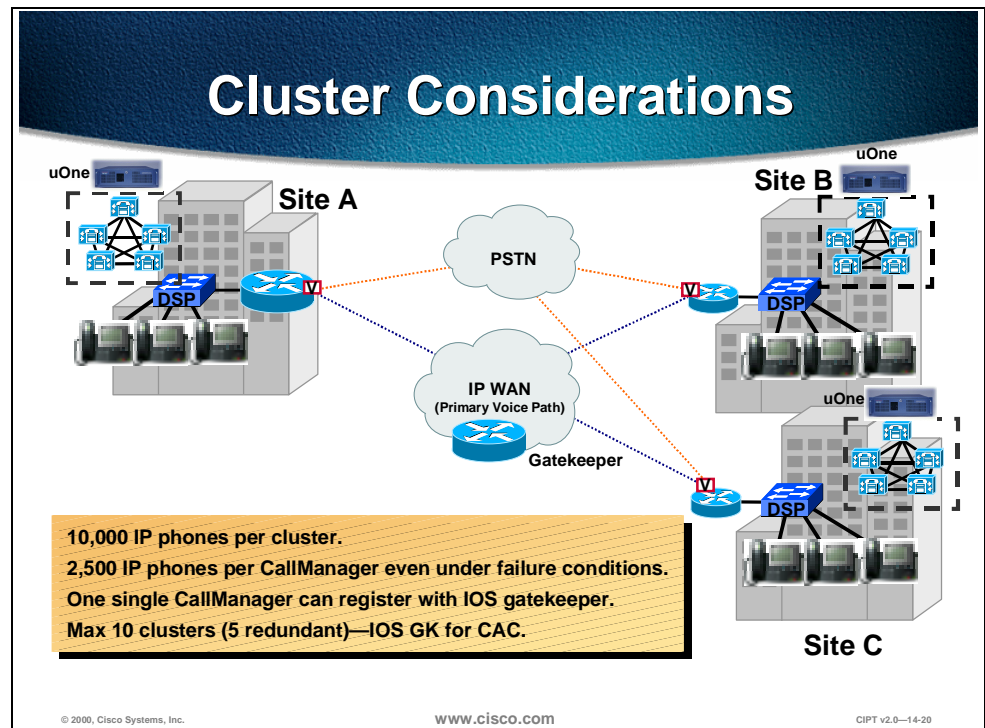 Cluster Considerations
uOne
Site A
DSP
V
PSTN
uOne
Site B
V
DSP
IP WAN
(Primary Voice Path)
Gatekeeper
uOne
V
DSP
Site C
10,000 IP phones per cluster.
2,500 IP phones per CallManager even under failure conditions.
One single CallManager can register with IOS gatekeeper.
Max 10 clusters (5 redundant)—IOS GK for CAC.
© 2000, Cisco Systems, Inc.
www.cisco.com
CIPT v2.0—14-20